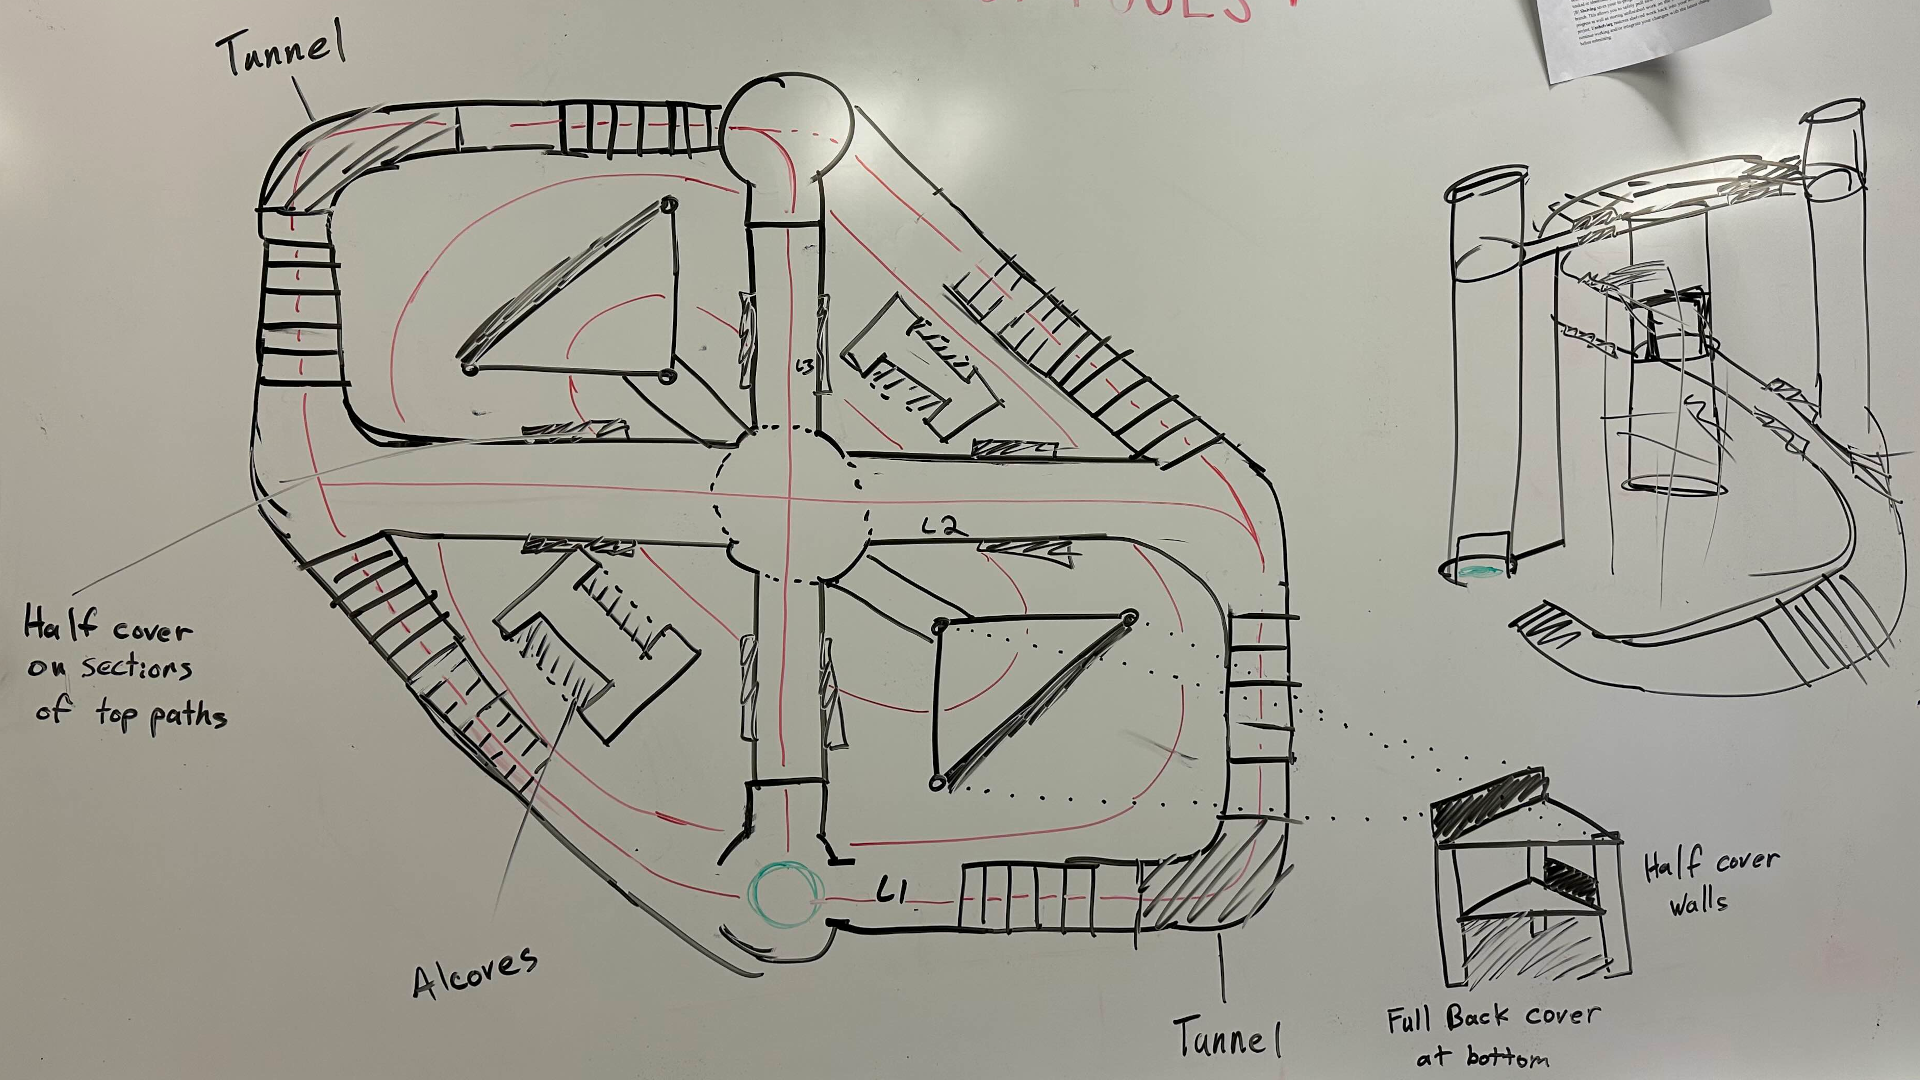 Tunnel
L3
L2
Half cover
on sections
of top paths
L1
Half cover
walls
Alcoves
Full Back cover
at bottom
Tunnel